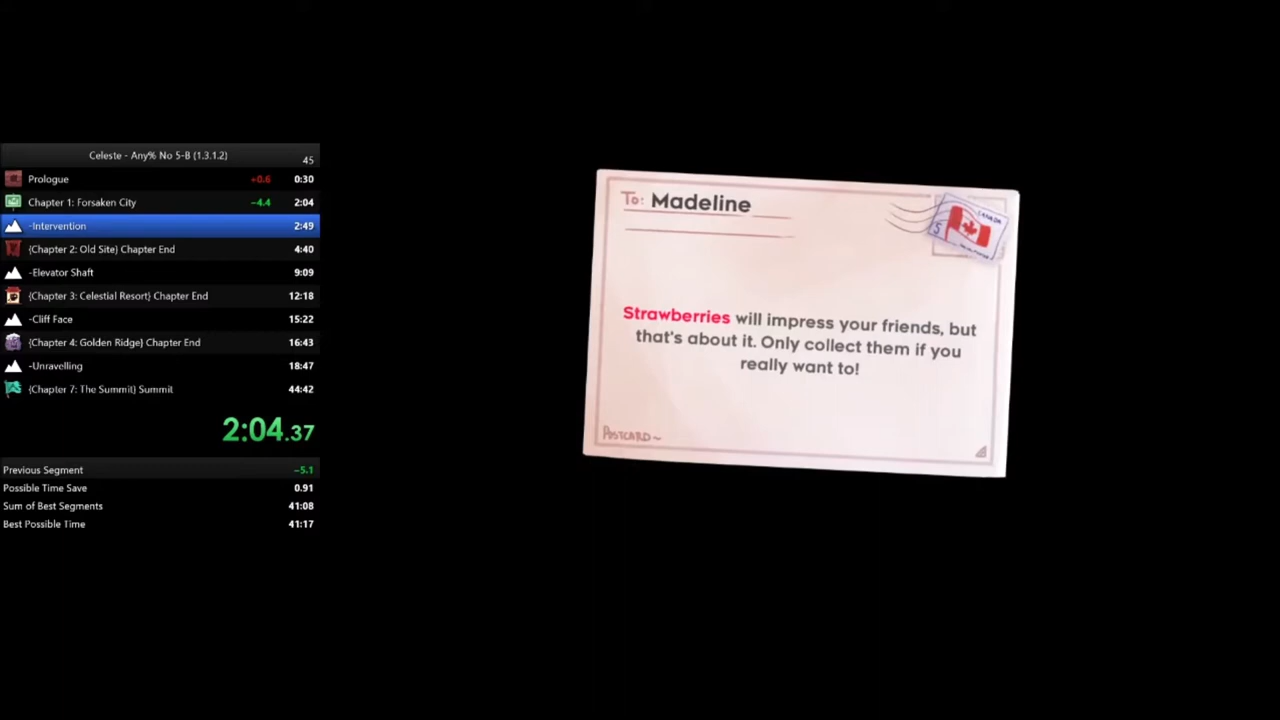 Celeste - Any% No 5-B (1.3.1.2)
45
Prologue +0.6 0:30
Chapter 1: Forsaken City −4.4 2:04
-Intervention 2:49
{Chapter 2: Old Site} Chapter End 4:40
-Elevator Shaft 9:09
{Chapter 3: Celestial Resort} Chapter End 12:18
-Cliff Face 15:22
{Chapter 4: Golden Ridge} Chapter End 16:43
-Unravelling 18:47
{Chapter 7: The Summit} Summit 44:42
2:04.37
Previous Segment −5.1
Possible Time Save 0.91
Sum of Best Segments 41:08
Best Possible Time 41:17
To: Madeline
CANADA
5
Strawberries will impress your friends, but
that's about it. Only collect them if you
really want to!
POSTCARD~